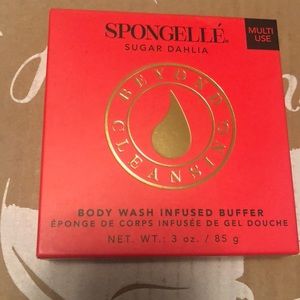 SPONGELLÉ
SUGAR DAHLIA
MULTI
USE
BEYOND
CLEANSING
BODY WASH INFUSED BUFFER
ÉPONGE DE CORPS INFUSÉE DE GEL DOUCHE
NET. WT.: 3 oz. / 85 g